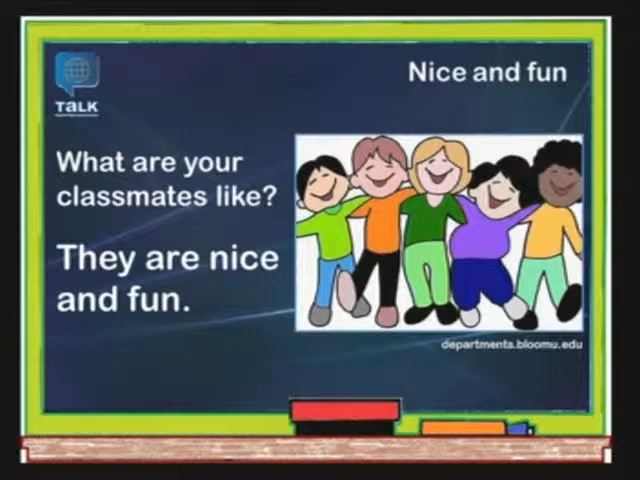 Nice and fun
TALK
What are your
classmates like?
They are nice
and fun.
departments.bloomu.edu